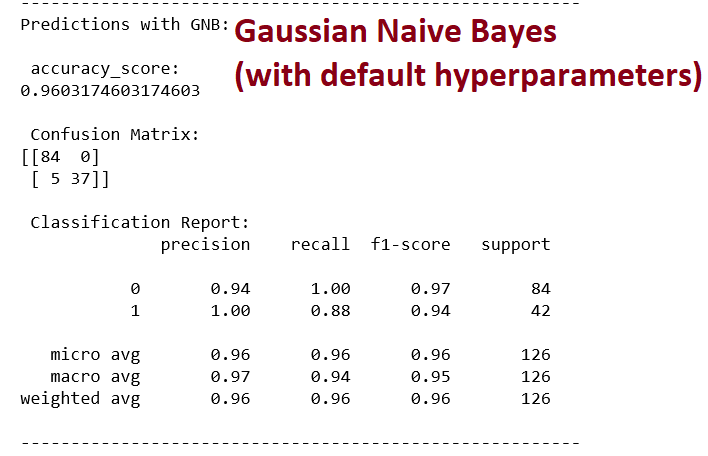 -------------------------------------------------------
Predictions with GNB:
Gaussian Naive Bayes
(with default hyperparameters)
accuracy_score:
0.9603174603174603
Confusion Matrix:
[[84  0]
[ 5 37]]
Classification Report:
precision    recall  f1-score   support
0       0.94      1.00      0.97        84
1       1.00      0.88      0.94        42
micro avg       0.96      0.96      0.96       126
macro avg       0.97      0.94      0.95       126
weighted avg       0.96      0.96      0.96       126
-------------------------------------------------------